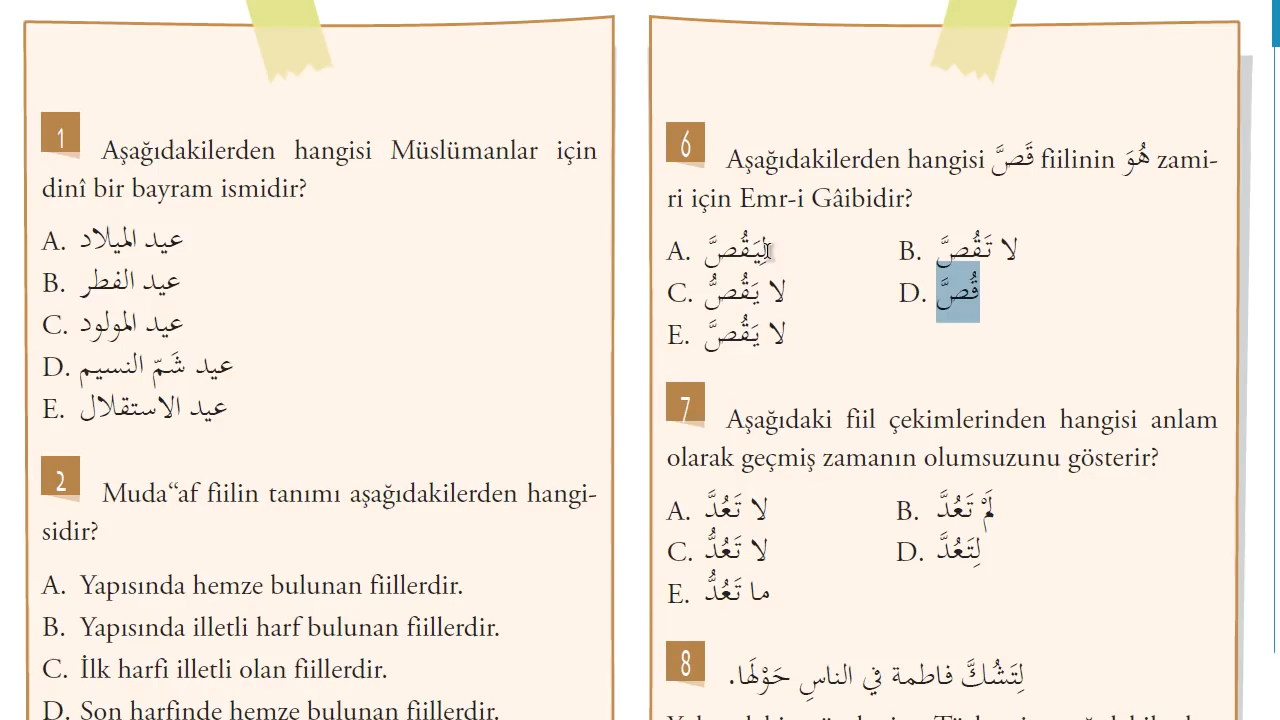 1 Aşağıdakilerden hangisi Müslümanlar için
dinî bir bayram ismidir?
A. عيد الميلاد
B. عيد الفطر
C. عيد المولود
D. عيد شَمّ النسيم
E. عيد الاستقلال
2 Muda“af fiilin tanımı aşağıdakilerden hangi-
sidir?
A. Yapısında hemze bulunan fiillerdir.
B. Yapısında illetli harf bulunan fiillerdir.
C. İlk harfi illetli olan fiillerdir.
D. Son harfinde hemze bulunan fiillerdir.
6 Aşağıdakilerden hangisi قَصَّ fiilinin هُوَ zami-
ri için Emr-i Gâibidir?
A. لِيَقُصَّ B. لا تَقُصَّ
C. لا يَقُصُّ D. قُصَّ
E. لا يَقُصَّ
7 Aşağıdaki fiil çekimlerinden hangisi anlam
olarak geçmiş zamanın olumsuzunu gösterir?
A. لا تَعُدَّ B. لَمْ تَعُدَّ
C. لا تَعُدُّ D. لِتَعُدَّ
E. ما تَعُدُّ
8 لِتَشُكَّ فاطمة في الناسِ حَوْلَهَا.